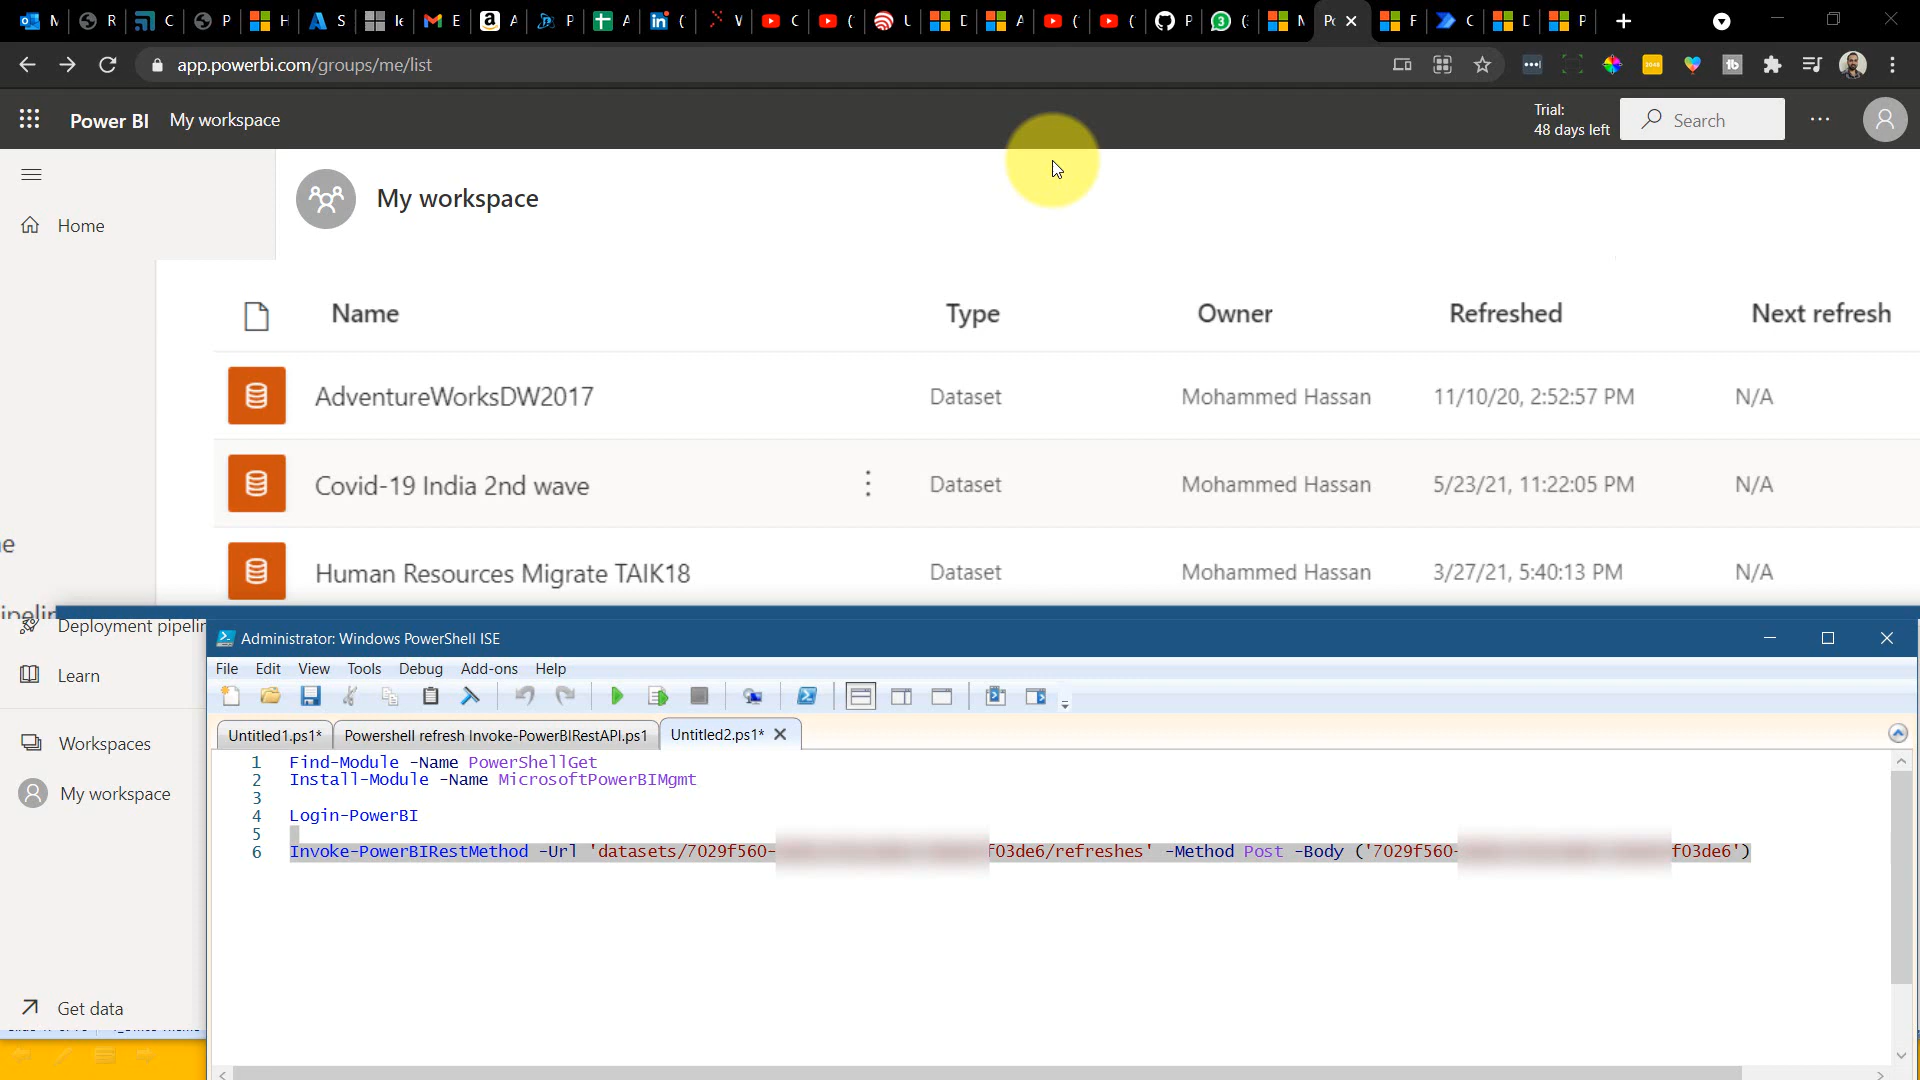 M
R
C
P
H
S
E
A
P
A
(
V
C
(
U
D
A
(
(
P
(3
M
Pc
F
C
D
P
app.powerbi.com/groups/me/list
Power BI My workspace
Trial:
48 days left
Search
My workspace
Home
Name Type Owner Refreshed Next refresh
AdventureWorksDW2017 Dataset Mohammed Hassan 11/10/20, 2:52:57 PM N/A
Covid-19 India 2nd wave Dataset Mohammed Hassan 5/23/21, 11:22:05 PM N/A
Human Resources Migrate TAIK18 Dataset Mohammed Hassan 3/27/21, 5:40:13 PM N/A
Deployment pipelin
Learn
Workspaces
My workspace
Get data
Administrator: Windows PowerShell ISE
File Edit View Tools Debug Add-ons Help
Untitled1.ps1* Powershell refresh Invoke-PowerBIRestAPI.ps1 Untitled2.ps1*
1 Find-Module -Name PowerShellGet
2 Install-Module -Name MicrosoftPowerBIMgmt
3
4 Login-PowerBI
5
6 Invoke-PowerBIRestMethod -Url 'datasets/7029f560- f03de6/refreshes' -Method Post -Body ('7029f560- f03de6')